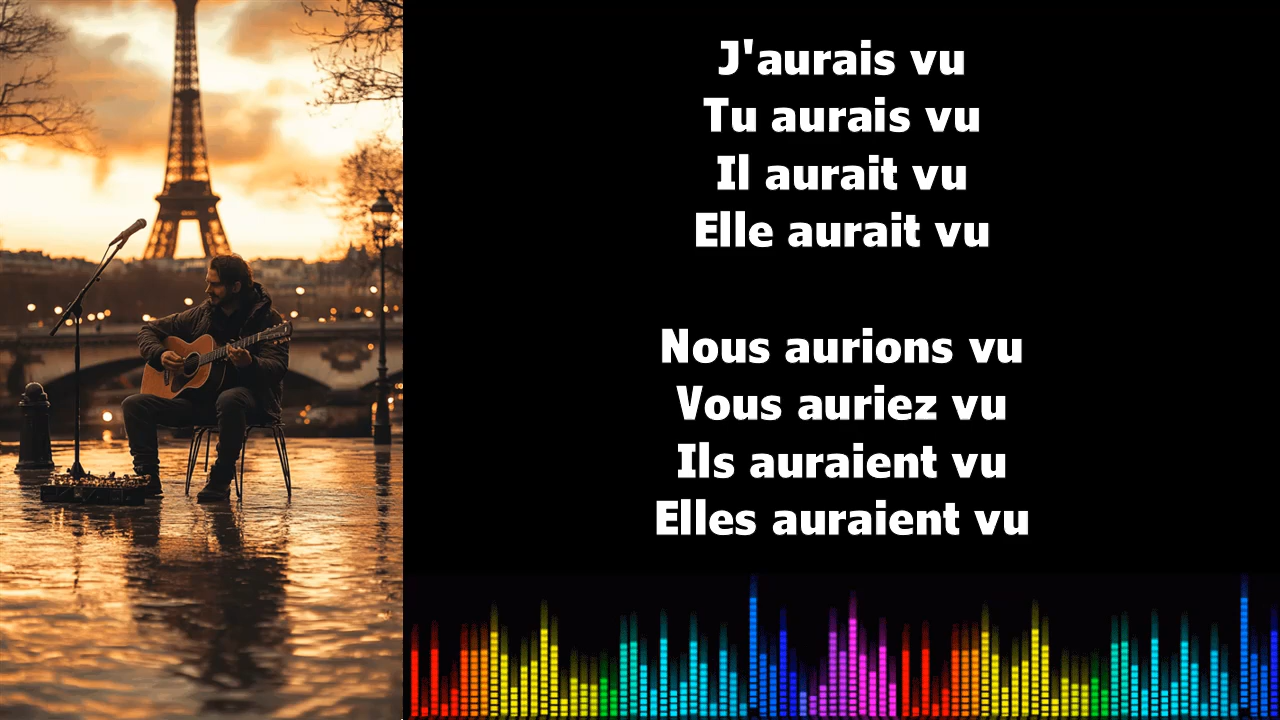 J'aurais vu
Tu aurais vu
Il aurait vu
Elle aurait vu
Nous aurions vu
Vous auriez vu
Ils auraient vu
Elles auraient vu